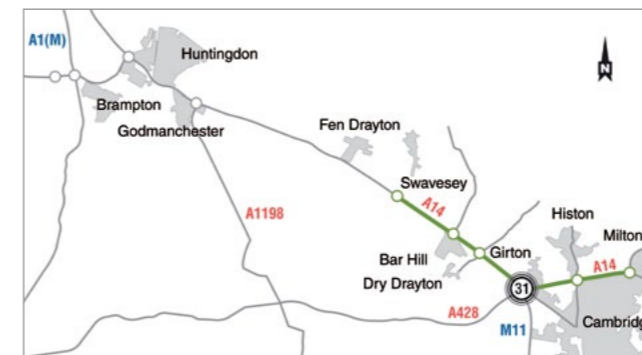 A1(M)
Huntingdon
N
Brampton
Godmanchester
Fen Drayton
Swavesey
A14
A1198
Histon
Milton
Bar Hill
Girton
A14
Dry Drayton
31
A428
M11
Cambridg